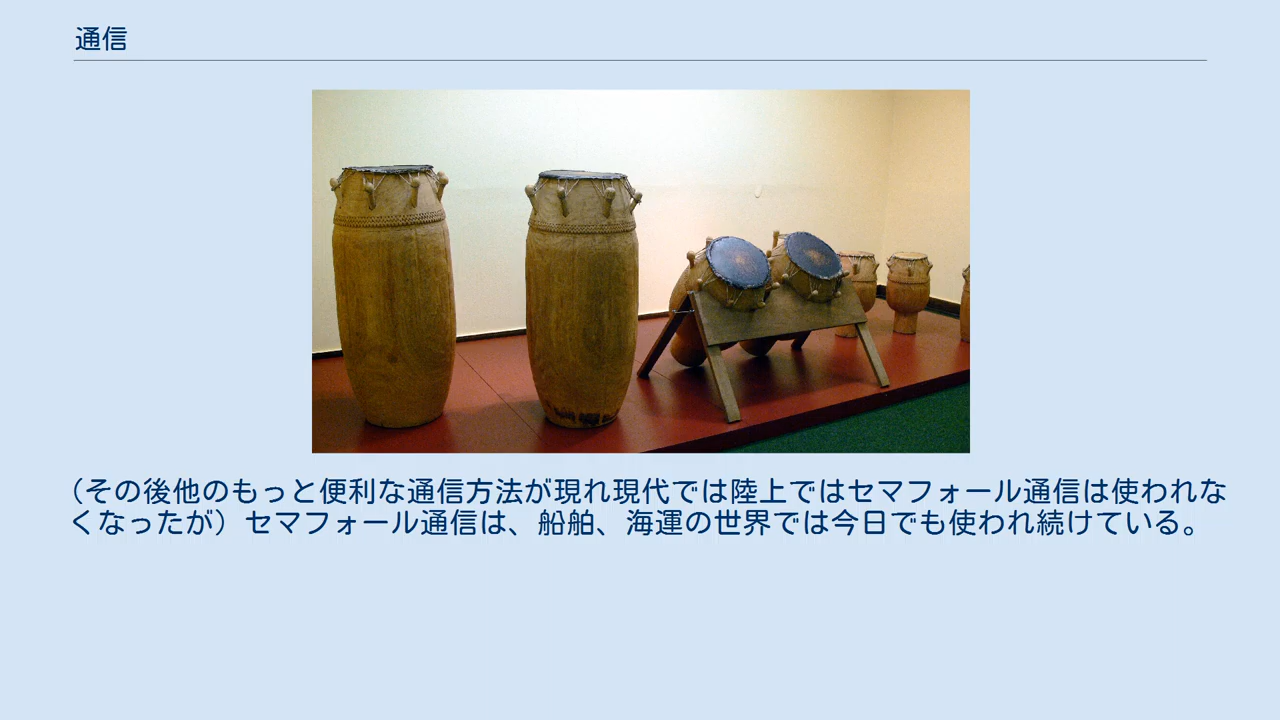 通信
（その後他のもっと便利な通信方法が現れ現代では陸上ではセマフォール通信は使われな
くなったが）セマフォール通信は、船舶、海運の世界では今日でも使われ続けている。